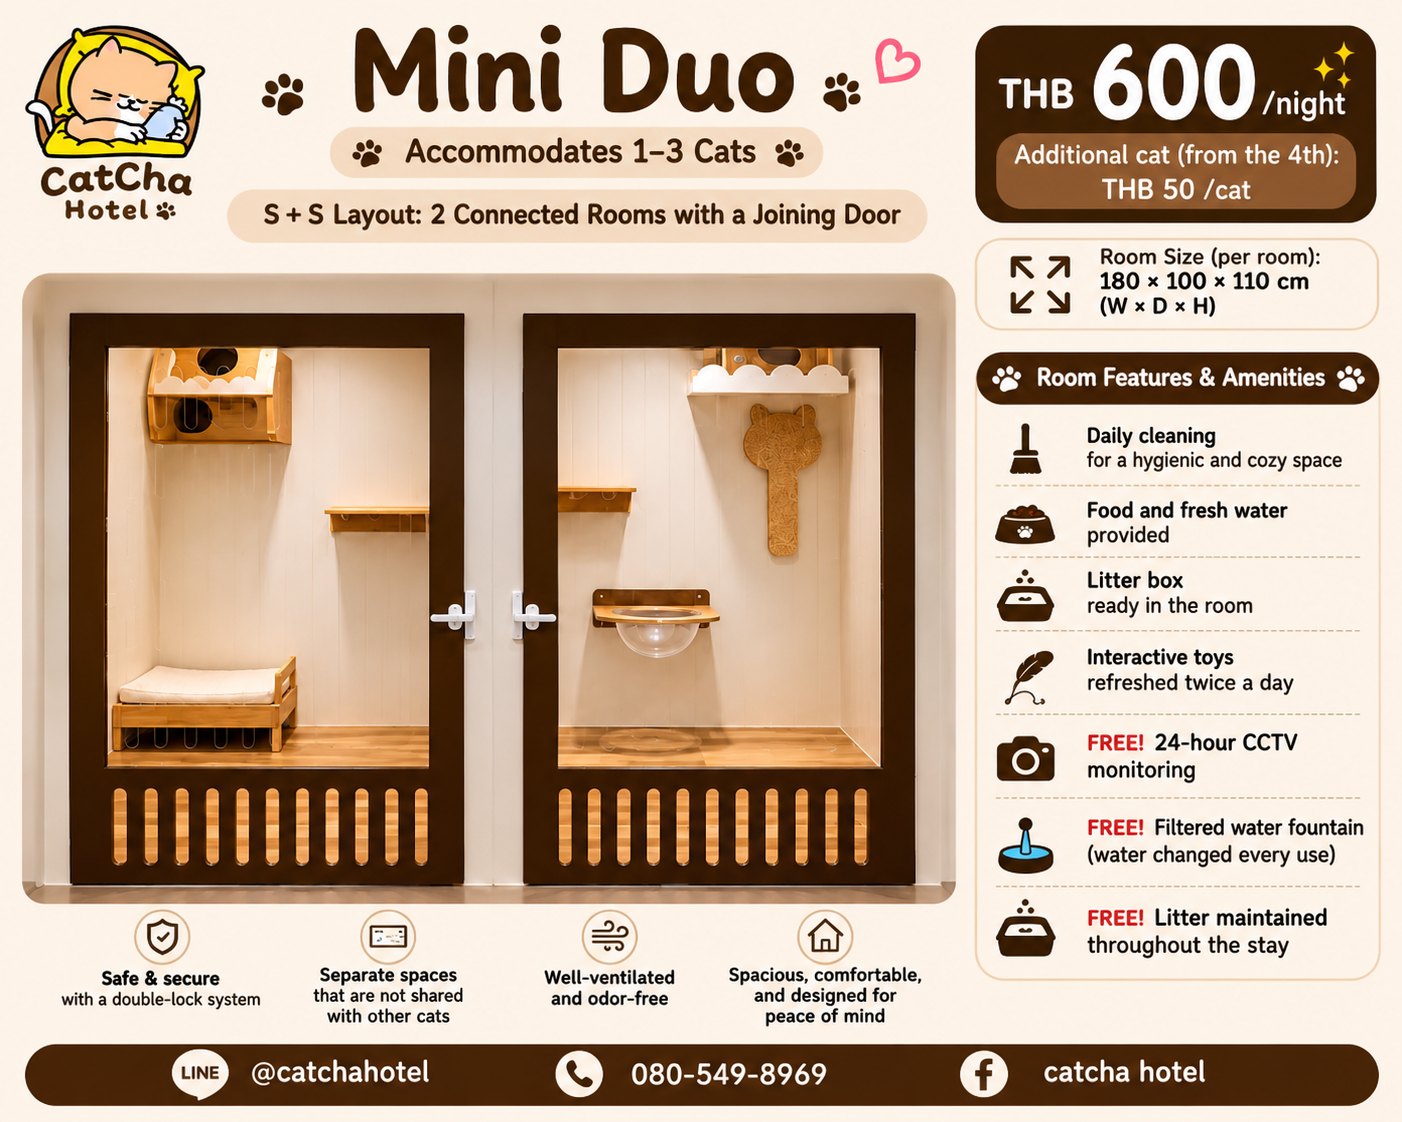 CatCha
Hotel
Mini Duo
Accommodates 1–3 Cats
S + S Layout: 2 Connected Rooms with a Joining Door
THB 600 /night
Additional cat (from the 4th):
THB 50 /cat
Room Size (per room):
180 × 100 × 110 cm
(W × D × H)
Room Features & Amenities
Daily cleaning
for a hygienic and cozy space
Food and fresh water
provided
Litter box
ready in the room
Interactive toys
refreshed twice a day
FREE! 24-hour CCTV
monitoring
FREE! Filtered water fountain
(water changed every use)
FREE! Litter maintained
throughout the stay
Safe & secure
with a double-lock system
Separate spaces
that are not shared
with other cats
Well-ventilated
and odor-free
Spacious, comfortable,
and designed for
peace of mind
LINE @catchahotel
080-549-8969
catcha hotel